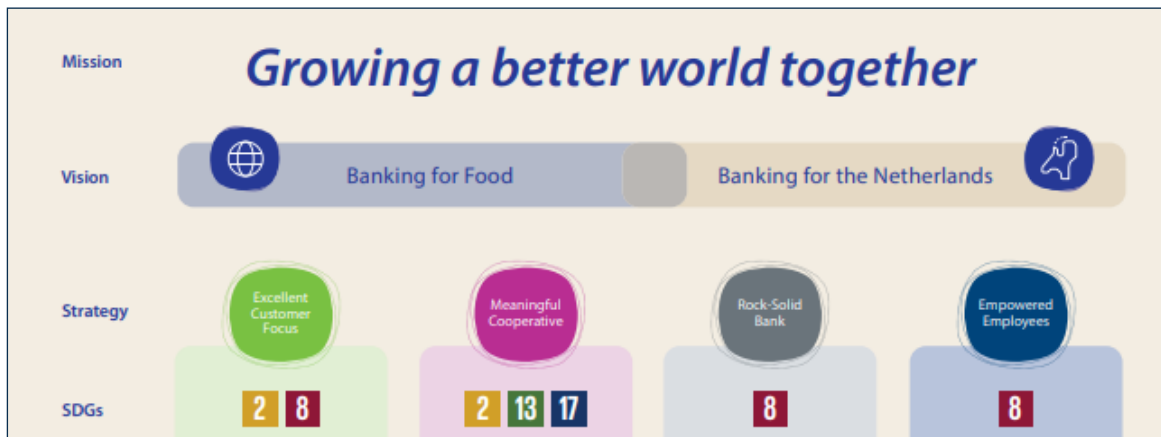 Mission
Growing a better world together
Vision
Banking for Food
Banking for the Netherlands
Strategy
Excellent
Customer
Focus
Meaningful
Cooperative
Rock-Solid
Bank
Empowered
Employees
SDGs
2 8
2 13 17
8
8